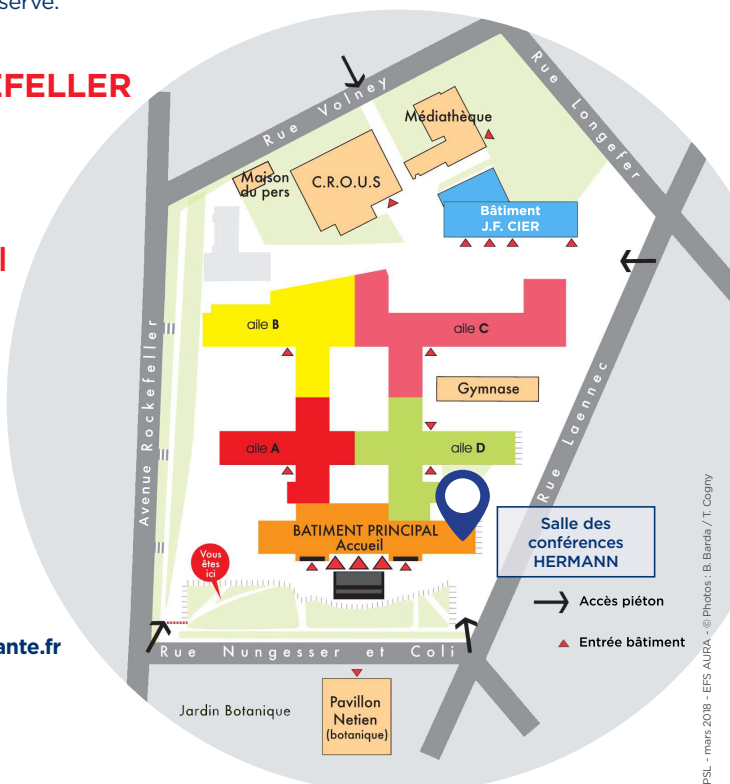 serve.
EFELLER
l
ante.fr
Rue Volney
Rue Longefer
Médiathèque
Maison
du pers
C.R.O.U.S
Bâtiment
J.F. CIER
aile B
aile C
Gymnase
aile A
aile D
Avenue Rockefeller
Rue Laennec
BATIMENT PRINCIPAL
Accueil
Salle des
conférences
HERMANN
Vous
êtes
ici
Accès piéton
Entrée bâtiment
Rue Nungesser et Coli
Jardin Botanique
Pavillon
Netien
(botanique)
PSL - mars 2018 - EFS AURA - © Photos : B. Barda / T. Cogny